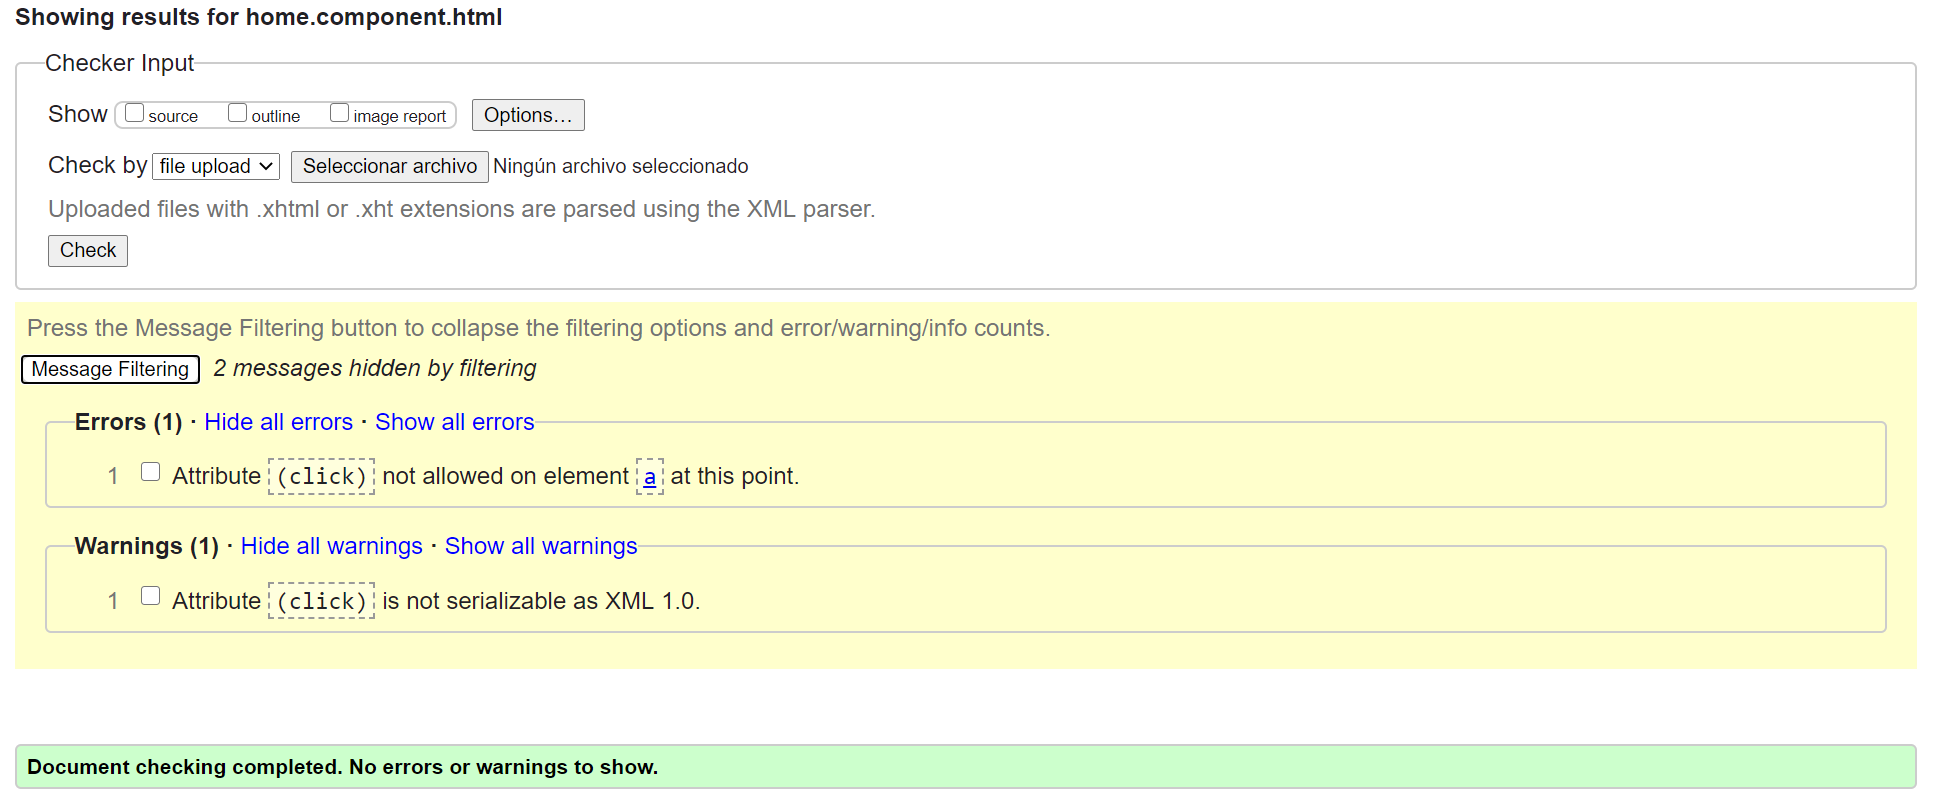 Showing results for home.component.html
Checker Input
Show source outline image report Options...
Check by file upload Seleccionar archivo Ningún archivo seleccionado
Uploaded files with .xhtml or .xht extensions are parsed using the XML parser.
Check
Press the Message Filtering button to collapse the filtering options and error/warning/info counts.
Message Filtering 2 messages hidden by filtering
Errors (1) · Hide all errors · Show all errors
1 Attribute (click) not allowed on element a at this point.
Warnings (1) · Hide all warnings · Show all warnings
1 Attribute (click) is not serializable as XML 1.0.
Document checking completed. No errors or warnings to show.